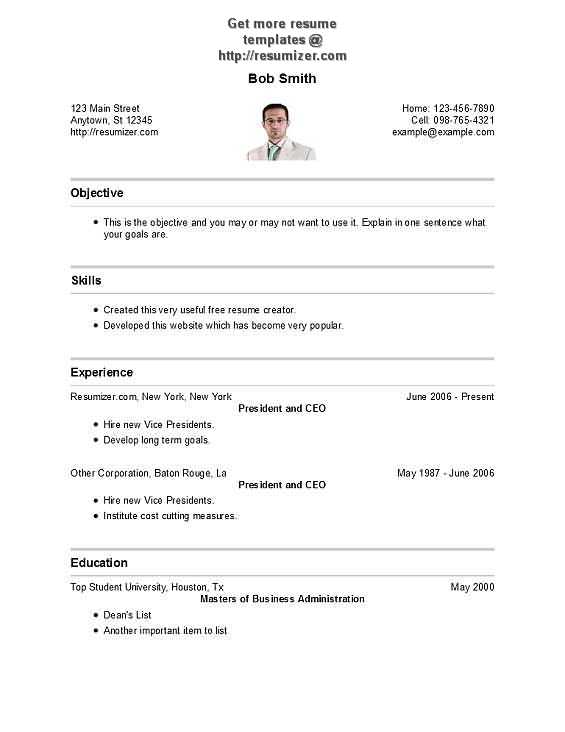 Get more resume
templates @
http://resumizer.com
Bob Smith
123 Main Street
Anytown, St 12345
http://resumizer.com
Home: 123-456-7890
Cell: 098-765-4321
example@example.com
Objective
• This is the objective and you may or may not want to use it. Explain in one sentence what
your goals are.
Skills
• Created this very useful free resume creator.
• Developed this website which has become very popular.
Experience
Resumizer.com, New York, New York June 2006 - Present
President and CEO
• Hire new Vice Presidents.
• Develop long term goals.
Other Corporation, Baton Rouge, La May 1987 - June 2006
President and CEO
• Hire new Vice Presidents.
• Institute cost cutting measures.
Education
Top Student University, Houston, Tx May 2000
Masters of Business Administration
• Dean's List
• Another important item to list